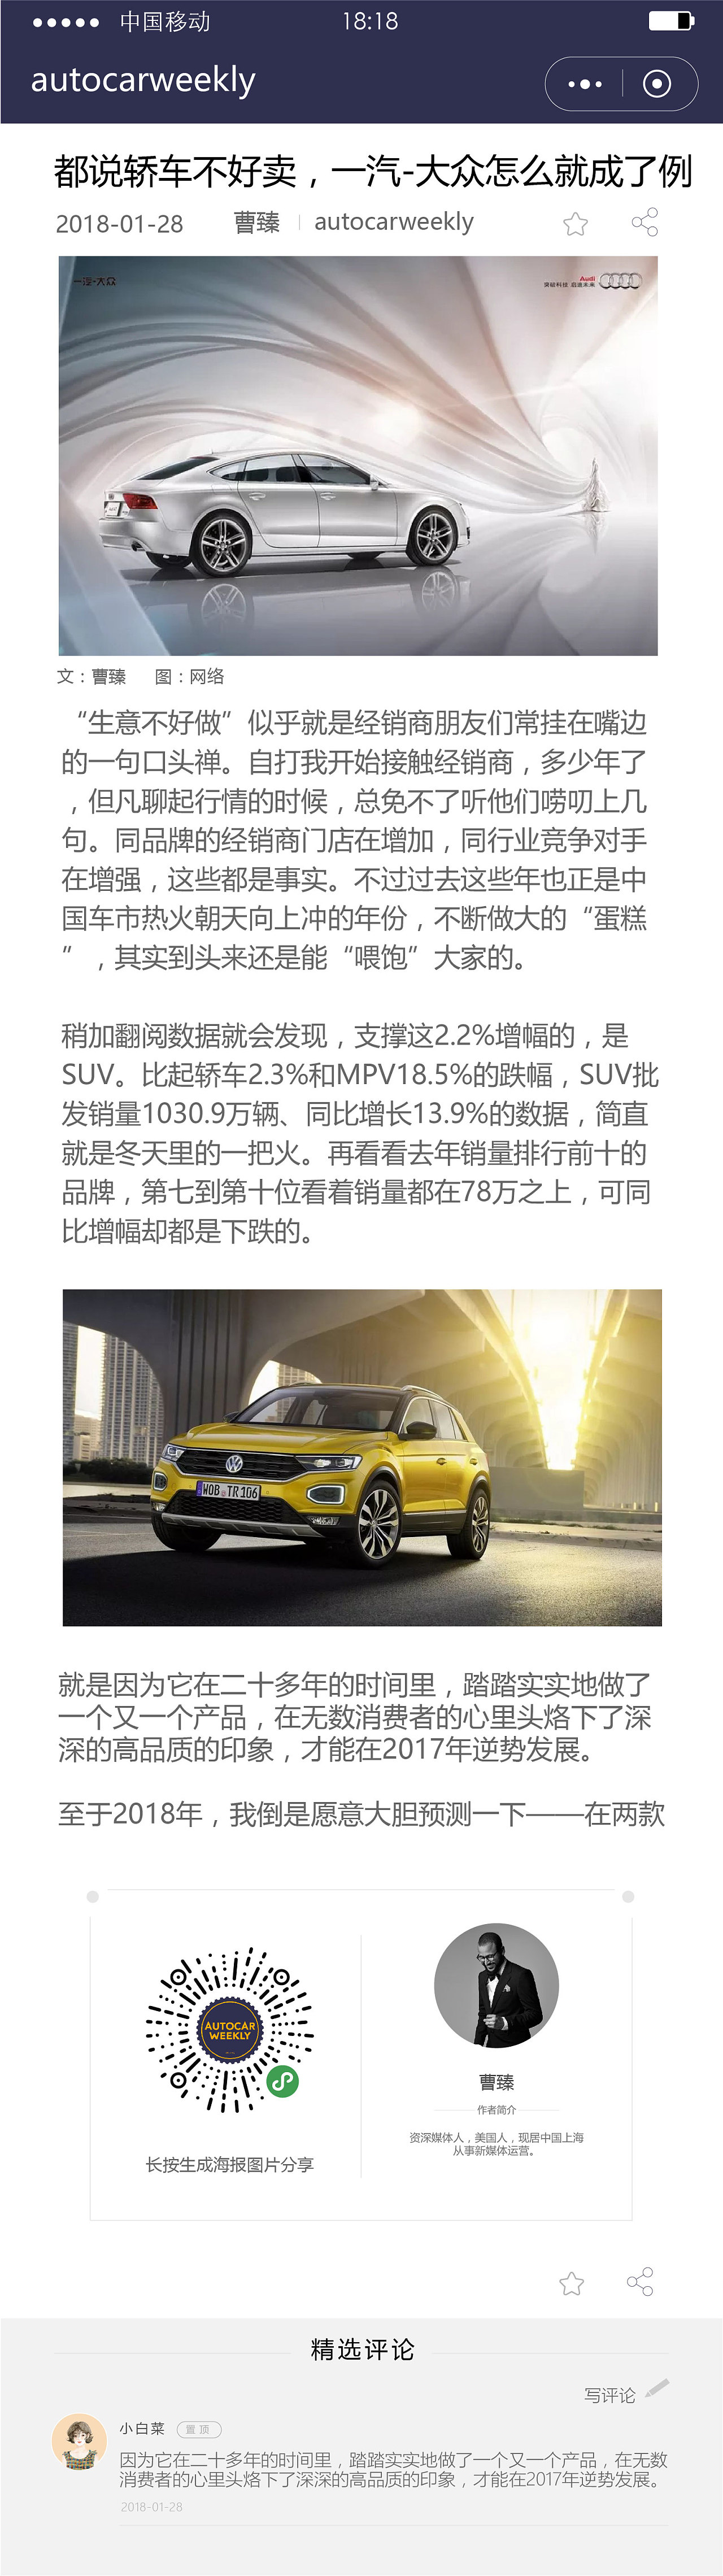 中国移动 18:18
autocarweekly
都说轿车不好卖，一汽-大众怎么就成了例
2018-01-28 曹臻 autocarweekly
一汽-大众 Audi
突破科技 启迪未来
文：曹臻 图：网络
“生意不好做”似乎就是经销商朋友们常挂在嘴边
的一句口头禅。自打我开始接触经销商，多少年了
，但凡聊起行情的时候，总免不了听他们唠叨上几
句。同品牌的经销商门店在增加，同行业竞争对手
在增强，这些都是事实。不过过去这些年也正是中
国车市热火朝天向上冲的年份，不断做大的“蛋糕
”，其实到头来还是能“喂饱”大家的。
稍加翻阅数据就会发现，支撑这2.2%增幅的，是
SUV。比起轿车2.3%和MPV18.5%的跌幅，SUV批
发销量1030.9万辆、同比增长13.9%的数据，简直
就是冬天里的一把火。再看看去年销量排行前十的
品牌，第七到第十位看着销量都在78万之上，可同
比增幅却都是下跌的。
WOB TR 106
就是因为它在二十多年的时间里，踏踏实实地做了
一个又一个产品，在无数消费者的心里头烙下了深
深的高品质的印象，才能在2017年逆势发展。
至于2018年，我倒是愿意大胆预测一下——在两款
AUTOCAR
WEEKLY
长按生成海报图片分享
曹臻
作者简介
资深媒体人，美国人，现居中国上海
从事新媒体运营。
精选评论
写评论
小白菜 置顶
因为它在二十多年的时间里，踏踏实实地做了一个又一个产品，在无数
消费者的心里头烙下了深深的高品质的印象，才能在2017年逆势发展。
2018-01-28